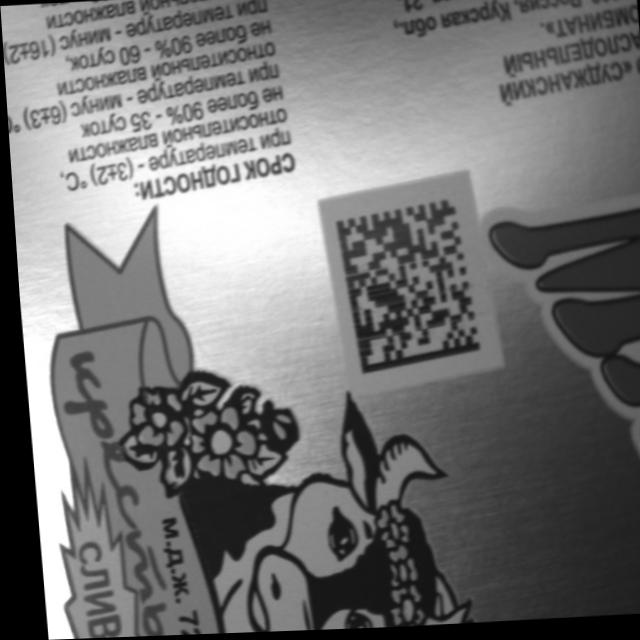 СРОК ГОДНОСТИ:
при температуре - (3±2) °С,
относительной влажности
не более 90% - 35 суток
при температуре - минус (6±3) °
относительной влажности
не более 90% - 60 суток,
при температуре - минус (16±2)
относительной влажности
СУДЖАНСКИЙ
СЛОДЕЛЬНЫЙ
МБИНАТ».
Россия, Курская обл.,
21
М.Д.Ж. 72
СЛИВ